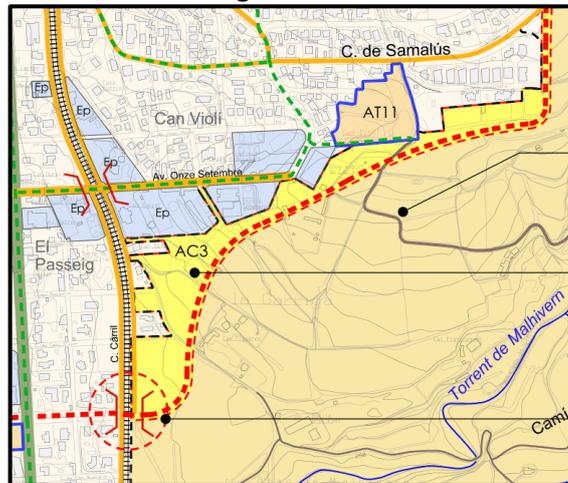 C. de Samalús
Ep
AT11
Can Violí
Ep
Av. Onze Setembre
Ep
Ep
El
Passeig
AC3
C. Carril
Torrent de Malhivern
Camí